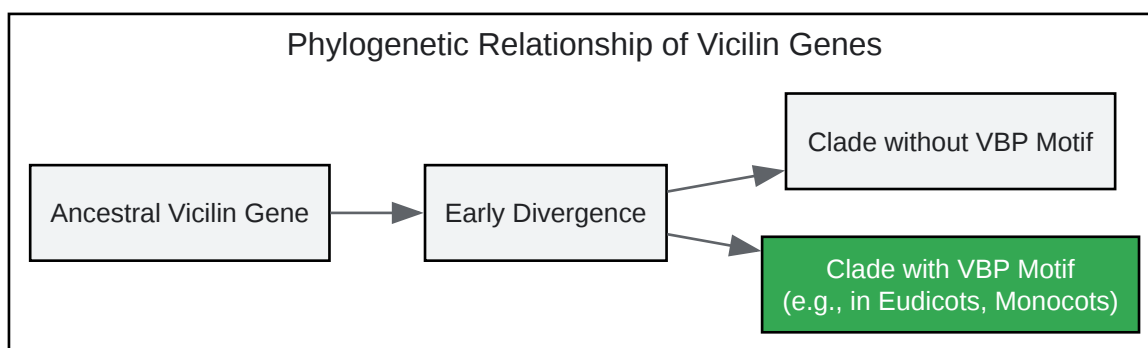 Phylogenetic Relationship of Vicilin Genes
Ancestral Vicilin Gene
Early Divergence
Clade without VBP Motif
Clade with VBP Motif
(e.g., in Eudicots, Monocots)